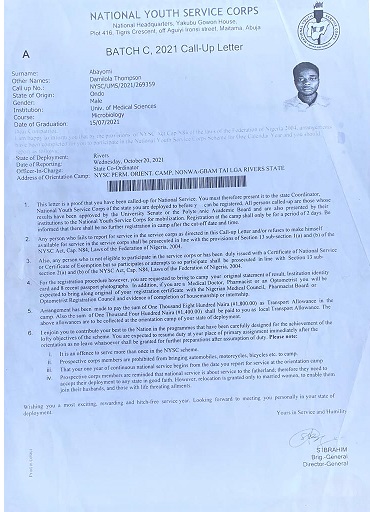 NATIONAL YOUTH SERVICE CORPS
National Headquarters, Yakubu Gowon House,
Plot 416, Tigris Crescent, off Aguiyi Ironsi street, Maitama, Abuja
A
BATCH C, 2021 Call-Up Letter
Surname: Abayomi
Other Names: Damilola Thompson
Call up No.: NYSC/UMS/2021/269359
State of Origin: Ondo
Gender: Male
Institution: Univ. of Medical Sciences
Course: Microbiology
Date of Graduation: 15/07/2021
State of Deployment: Rivers
Date of Reporting: Wednesday, October 20, 2021
Officer-In-Charge: State Co-Ordinator
Address of Orientation Camp: NYSC PERM. ORIENT. CAMP, NONWA-GBAM TAI LGA RIVERS STATE
1. This letter is a proof that you have been called-up for National Service. You must therefore present it to the state Coordinator,
National Youth Service Corps of the state you are deployed to before you can be registered. All persons called-up are those whose
results have been approved by the University Senate or the Polytechnic Academic Board and are also presented by their
institutions to the National Youth Service Corps for mobilization. Registration at the camp shall only be for a period of 2 days. Be
informed that there shall be no further registration in camp after the cut-off date and time.
2. Any person who fails to report for service in the service corps as directed in this Call-up Letter and/or refuses to make himself
available for service in the service corps shall be prosecuted in line with the provisions of Section 13 sub-section 1(a) and (b) of the
NYSC Act, Cap. N84, Laws of the Federation of Nigeria, 2004.
3. Also, any person who is not eligible to participate in the service corps or has been duly issued with a Certificate of National Service
or Certificate of Exemption but so participates or attempts to so participate shall be prosecuted in line with Section 13 sub-
section 2(a) and (b) of the NYSC Act, Cap. N84, Laws of the Federation of Nigeria, 2004.
4. For the registration procedure however, you are requested to bring to camp your original statement of result, Institution identity
card and 8 recent passport photographs. In addition, if you are a Medical Doctor, Pharmacist or an Optometrist you will be
expected to bring along original of your registration certificate with the Nigerian Medical Council, Pharmacist Board or
Optometrist Registration Council and evidence of completion of housemanship or internship.
5. Arrangement has been made to pay the sum of One Thousand Eight Hundred Naira (₦1,800.00) as Transport Allowance in the
camp. Also the sum of One Thousand Four Hundred Naira (₦1,400.00) shall be paid to you as local Transport Allowance. The
above allowances are to be collected at the orientation camp of your state of deployment.
6. I enjoin you to contribute your best to the Nation in the programmes that have been carefully designed for the achievement of the
lofty objectives of the scheme. You are expected to resume duty at your place of primary assignment immediately after the
orientation as no leave whatsoever shall be granted for further preparations after assumption of duty. Please note:
i. It is an offence to serve more than once in the NYSC scheme.
ii. Prospective corps members are prohibited from bringing automobiles, motorcycles, bicycles etc. to camp.
iii. That your one year of continuous national service begins from the date you report for service at the orientation camp
iv. Prospective corps members are reminded that national service is about service to the fatherland; therefore they need to
accept their deployment to any state in good faith. However, relocation is granted only to married women, to enable them
join their husbands, and those with life threating ailments.
Wishing you a most exciting, rewarding and hitch-free service year. Looking forward to meeting you personally in your state of
deployment
Yours in Service and Humility
S IBRAHIM
Brig.-General
Director-General